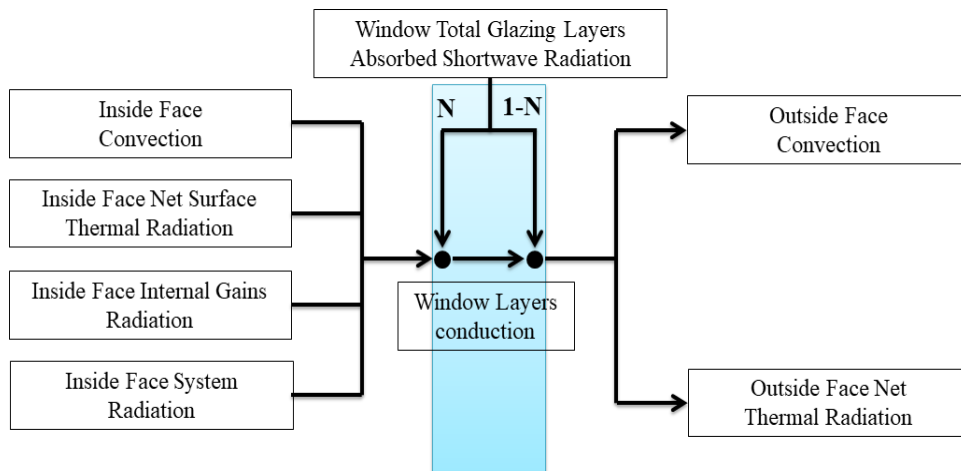 Window Total Glazing Layers
Absorbed Shortwave Radiation
N
1-N
Inside Face
Convection
Inside Face Net Surface
Thermal Radiation
Inside Face Internal Gains
Radiation
Inside Face System
Radiation
Window Layers
conduction
Outside Face
Convection
Outside Face Net
Thermal Radiation